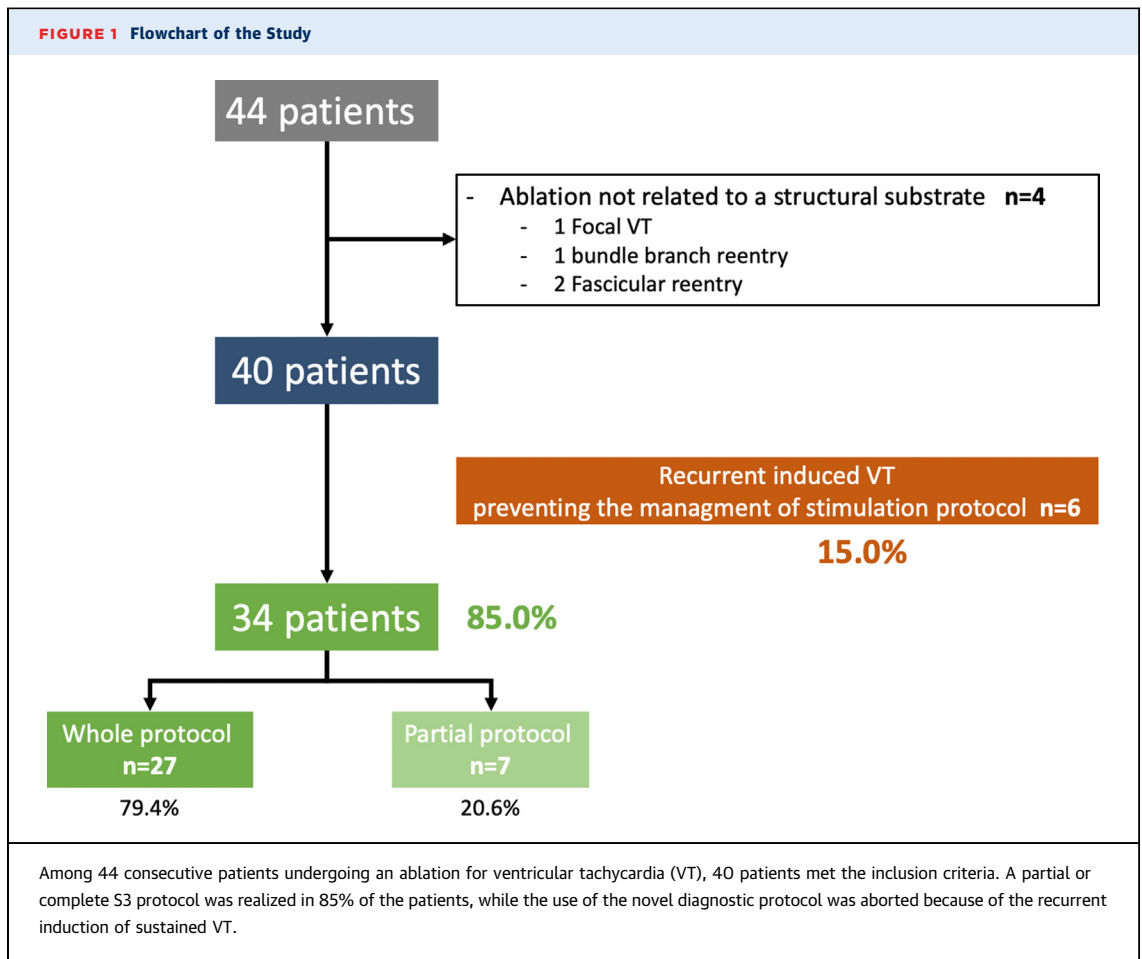 FIGURE 1 Flowchart of the Study
44 patients
- Ablation not related to a structural substrate n=4
- 1 Focal VT
- 1 bundle branch reentry
- 2 Fascicular reentry
40 patients
Recurrent induced VT
preventing the managment of stimulation protocol n=6
15.0%
34 patients
85.0%
Whole protocol
n=27
79.4%
Partial protocol
n=7
20.6%
Among 44 consecutive patients undergoing an ablation for ventricular tachycardia (VT), 40 patients met the inclusion criteria. A partial or
complete S3 protocol was realized in 85% of the patients, while the use of the novel diagnostic protocol was aborted because of the recurrent
induction of sustained VT.